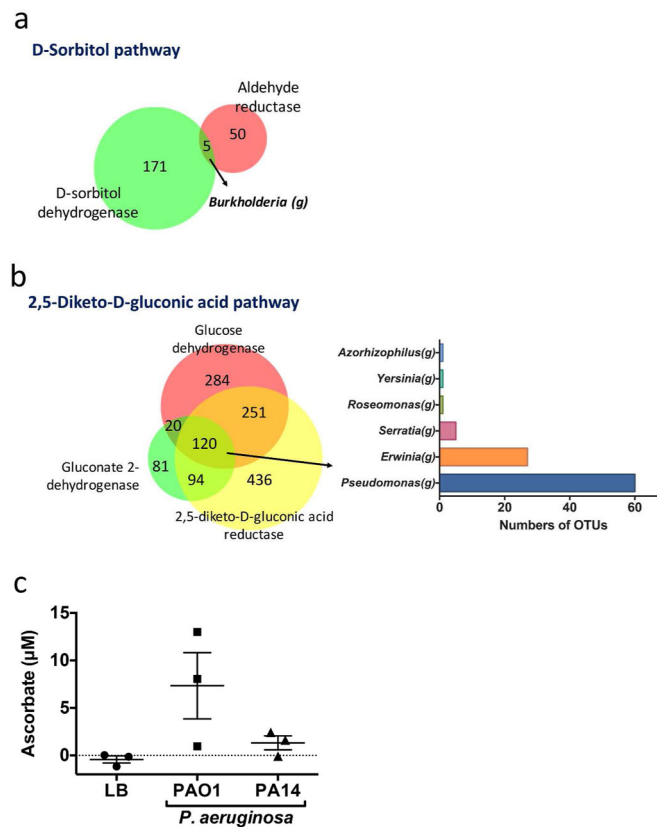 a
D-Sorbitol pathway
Aldehyde
reductase
50
5
171
D-sorbitol
dehydrogenase
Burkholderia (g)
b
2,5-Diketo-D-gluconic acid pathway
Glucose
dehydrogenase
284
251
20
120
81
94
436
Gluconate 2-
dehydrogenase
2,5-diketo-D-gluconic acid
reductase
Azorhizophilus(g)
Yersinia(g)
Roseomonas(g)
Serratia(g)
Erwinia(g)
Pseudomonas(g)
0 20 40 60
Numbers of OTUs
c
Ascorbate (µM)
15
10
5
0
LB PAO1 PA14
P. aeruginosa